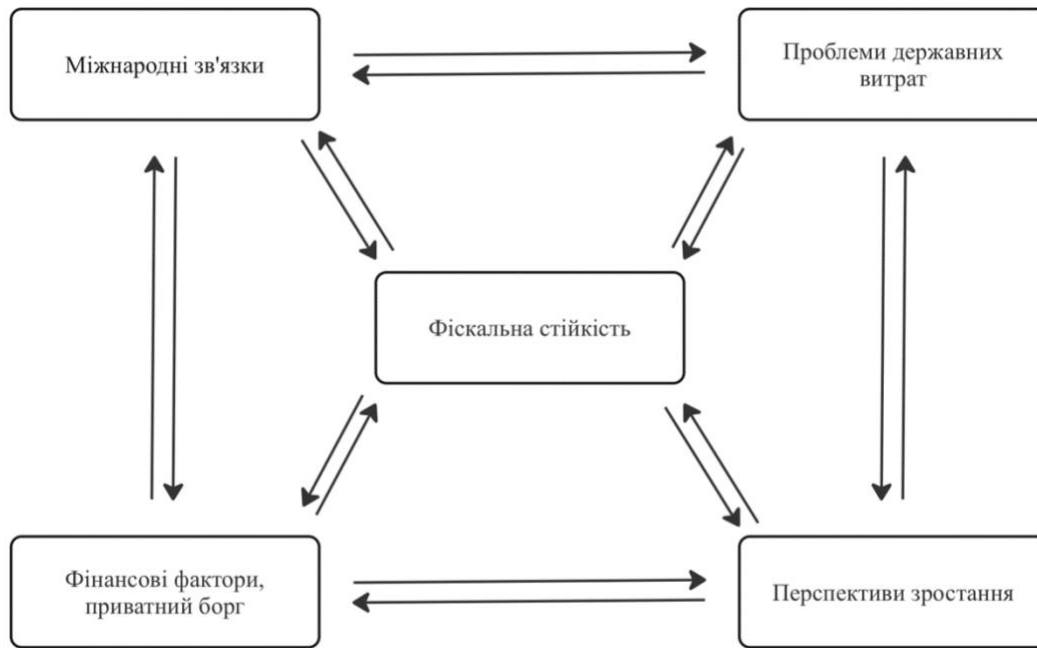 Міжнародні зв'язки
Проблеми державних
витрат
Фіскальна стійкість
Фінансові фактори,
приватний борг
Перспективи зростання